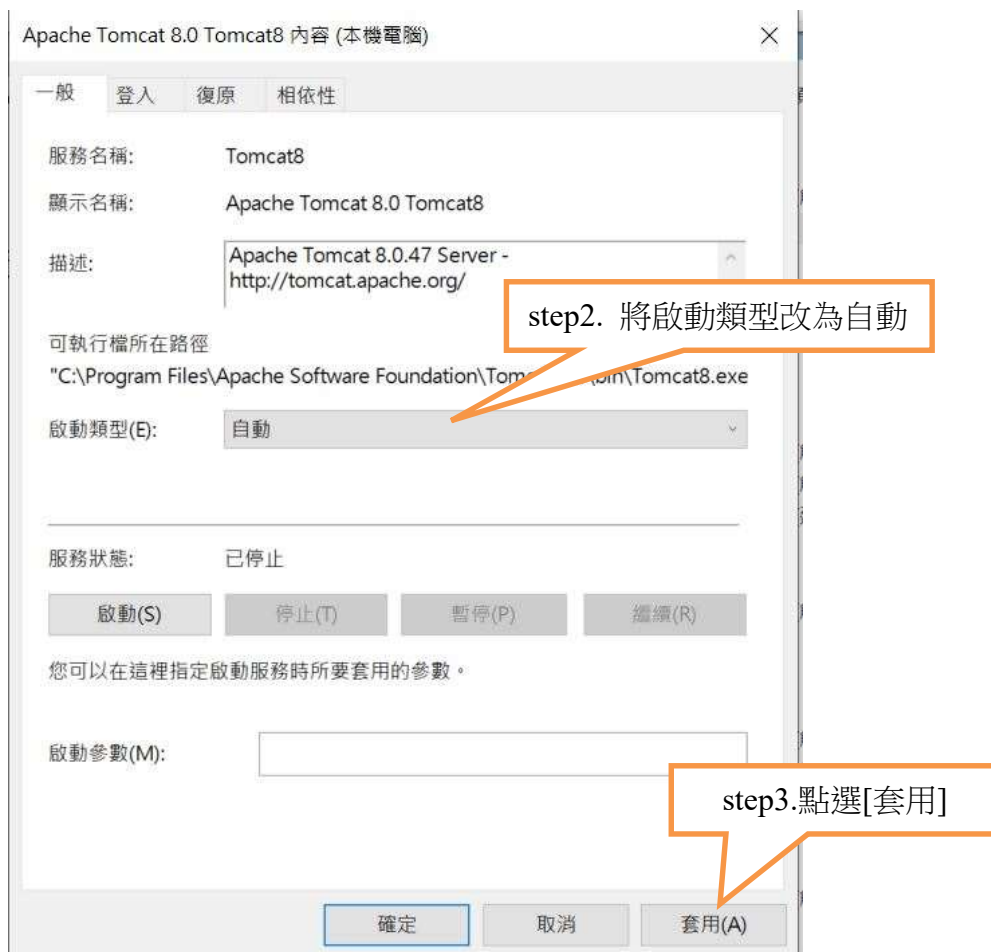 Apache Tomcat 8.0 Tomcat8 內容 (本機電腦)
一般 登入 復原 相依性
服務名稱: Tomcat8
顯示名稱: Apache Tomcat 8.0 Tomcat8
描述: Apache Tomcat 8.0.47 Server -
http://tomcat.apache.org/
step2. 將啟動類型改為自動
可執行檔所在路徑
"C:\Program Files\Apache Software Foundation\Tom \bin\Tomcat8.exe
啟動類型(E): 自動
服務狀態: 已停止
啟動(S) 停止(T) 暫停(P) 繼續(R)
您可以在這裡指定啟動服務時所要套用的參數。
啟動參數(M):
step3.點選[套用]
確定 取消 套用(A)